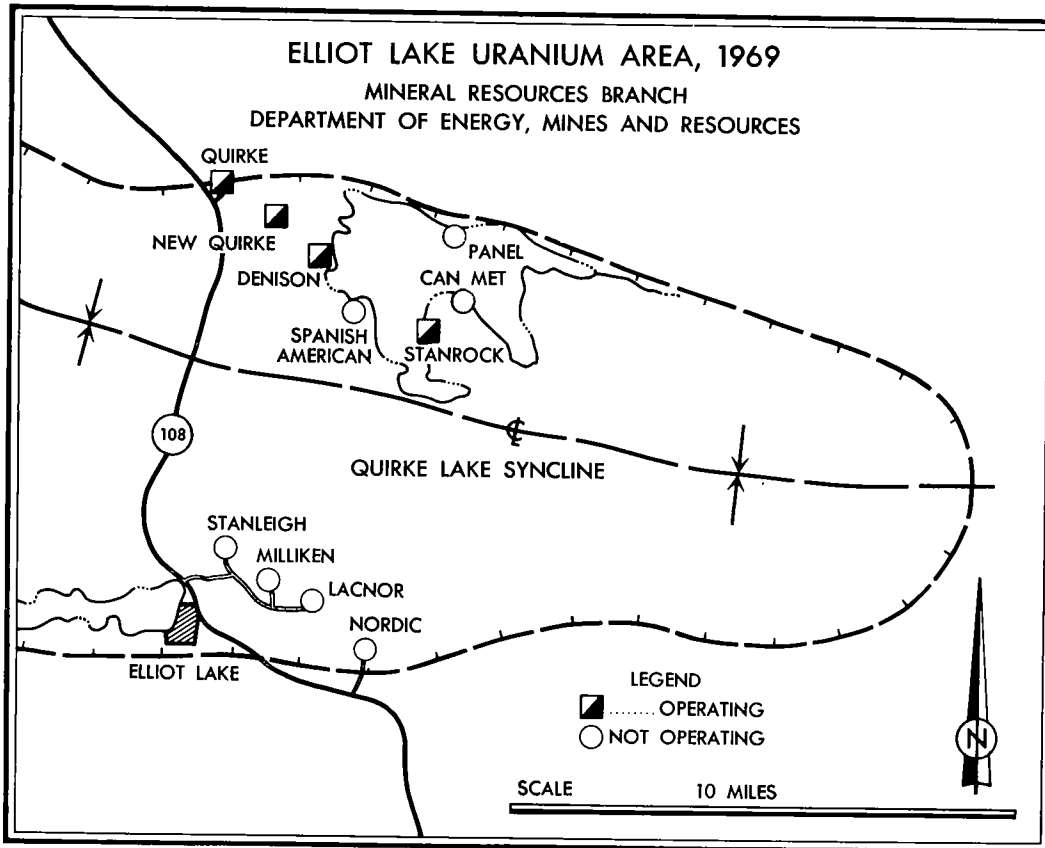 ELLIOT LAKE URANIUM AREA, 1969
MINERAL RESOURCES BRANCH
DEPARTMENT OF ENERGY, MINES AND RESOURCES
QUIRKE
NEW QUIRKE
PANEL
DENISON
CAN MET
SPANISH
AMERICAN
STANROCK
108
QUIRKE LAKE SYNCLINE
STANLEIGH
MILLIKEN
LACNOR
NORDIC
ELLIOT LAKE
LEGEND
........ OPERATING
NOT OPERATING
N
SCALE 10 MILES